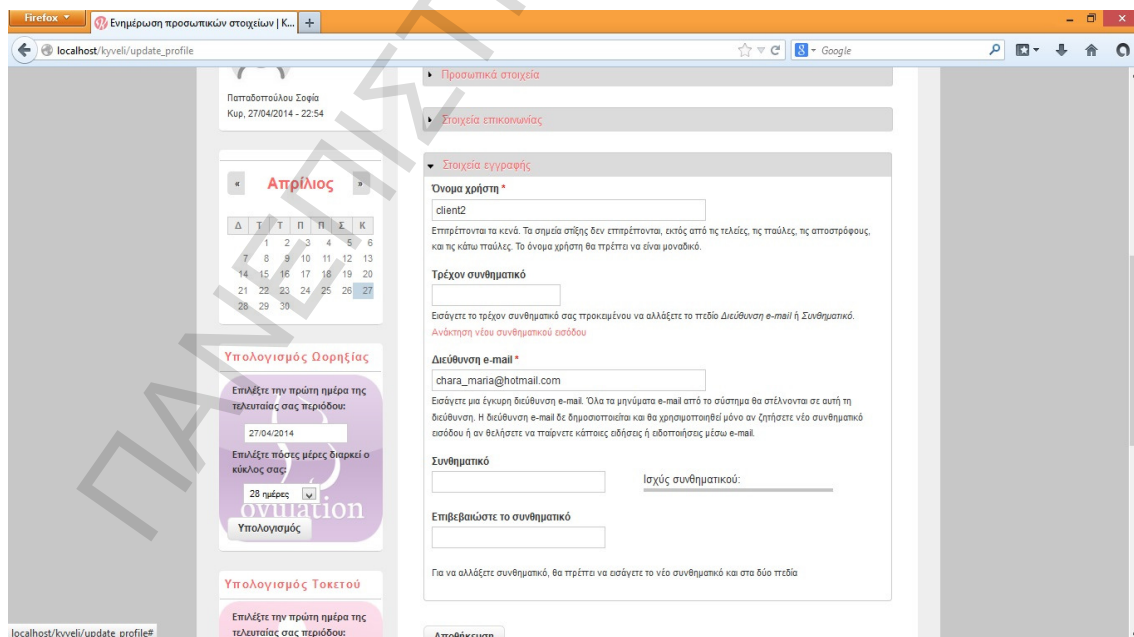 Firefox
Ενημέρωση προσωπικών στοιχείων | Κ...
localhost/kyveli/update_profile
Google
Παπαδοπούλου Σοφία
Κυρ, 27/04/2014 - 22:54
« Απρίλιος »
Δ Τ Τ Π Π Σ Κ
1 2 3 4 5 6
7 8 9 10 11 12 13
14 15 16 17 18 19 20
21 22 23 24 25 26 27
28 29 30
Υπολογισμός Ωορηξίας
Επιλέξτε την πρώτη ημέρα της
τελευταίας σας περιόδου:
27/04/2014
Επιλέξτε πόσες μέρες διαρκεί ο
κύκλος σας:
28 ημέρες
ovulation
Υπολογισμός
Υπολογισμός Τοκετού
Επιλέξτε την πρώτη ημέρα της
τελευταίας σας περιόδου:
Προσωπικά στοιχεία
Στοιχεία επικοινωνίας
Στοιχεία εγγραφής
Όνομα χρήστη *
client2
Επιτρέπονται τα κενά. Τα σημεία στίξης δεν επιτρέπονται, εκτός από τις τελείες, τις παύλες, τις αποστρόφους,
και τις κάτω παύλες. Το όνομα χρήστη θα πρέπει να είναι μοναδικό.
Τρέχον συνθηματικό
Εισάγετε το τρέχον συνθηματικό σας προκειμένου να αλλάξετε το πεδίο Διεύθυνση e-mail ή Συνθηματικό.
Ανάκτηση νέου συνθηματικού εισόδου
Διεύθυνση e-mail *
chara_maria@hotmail.com
Εισάγετε μια έγκυρη διεύθυνση e-mail. Όλα τα μηνύματα e-mail από το σύστημα θα στέλνονται σε αυτή τη
διεύθυνση. Η διεύθυνση e-mail δε δημοσιοποιείται και θα χρησιμοποιηθεί μόνο αν ζητήσετε νέο συνθηματικό
εισόδου ή αν θελήσετε να παίρνετε κάποιες ειδήσεις ή ειδοποιήσεις μέσω e-mail.
Συνθηματικό
Ισχύς συνθηματικού:
Επιβεβαιώστε το συνθηματικό
Για να αλλάξετε συνθηματικό, θα πρέπει να εισάγετε το νέο συνθηματικό και στα δύο πεδία
Αποθήκευση
localhost/kyveli/update_profile#
ΠΑΝΕΠΙΣΤ